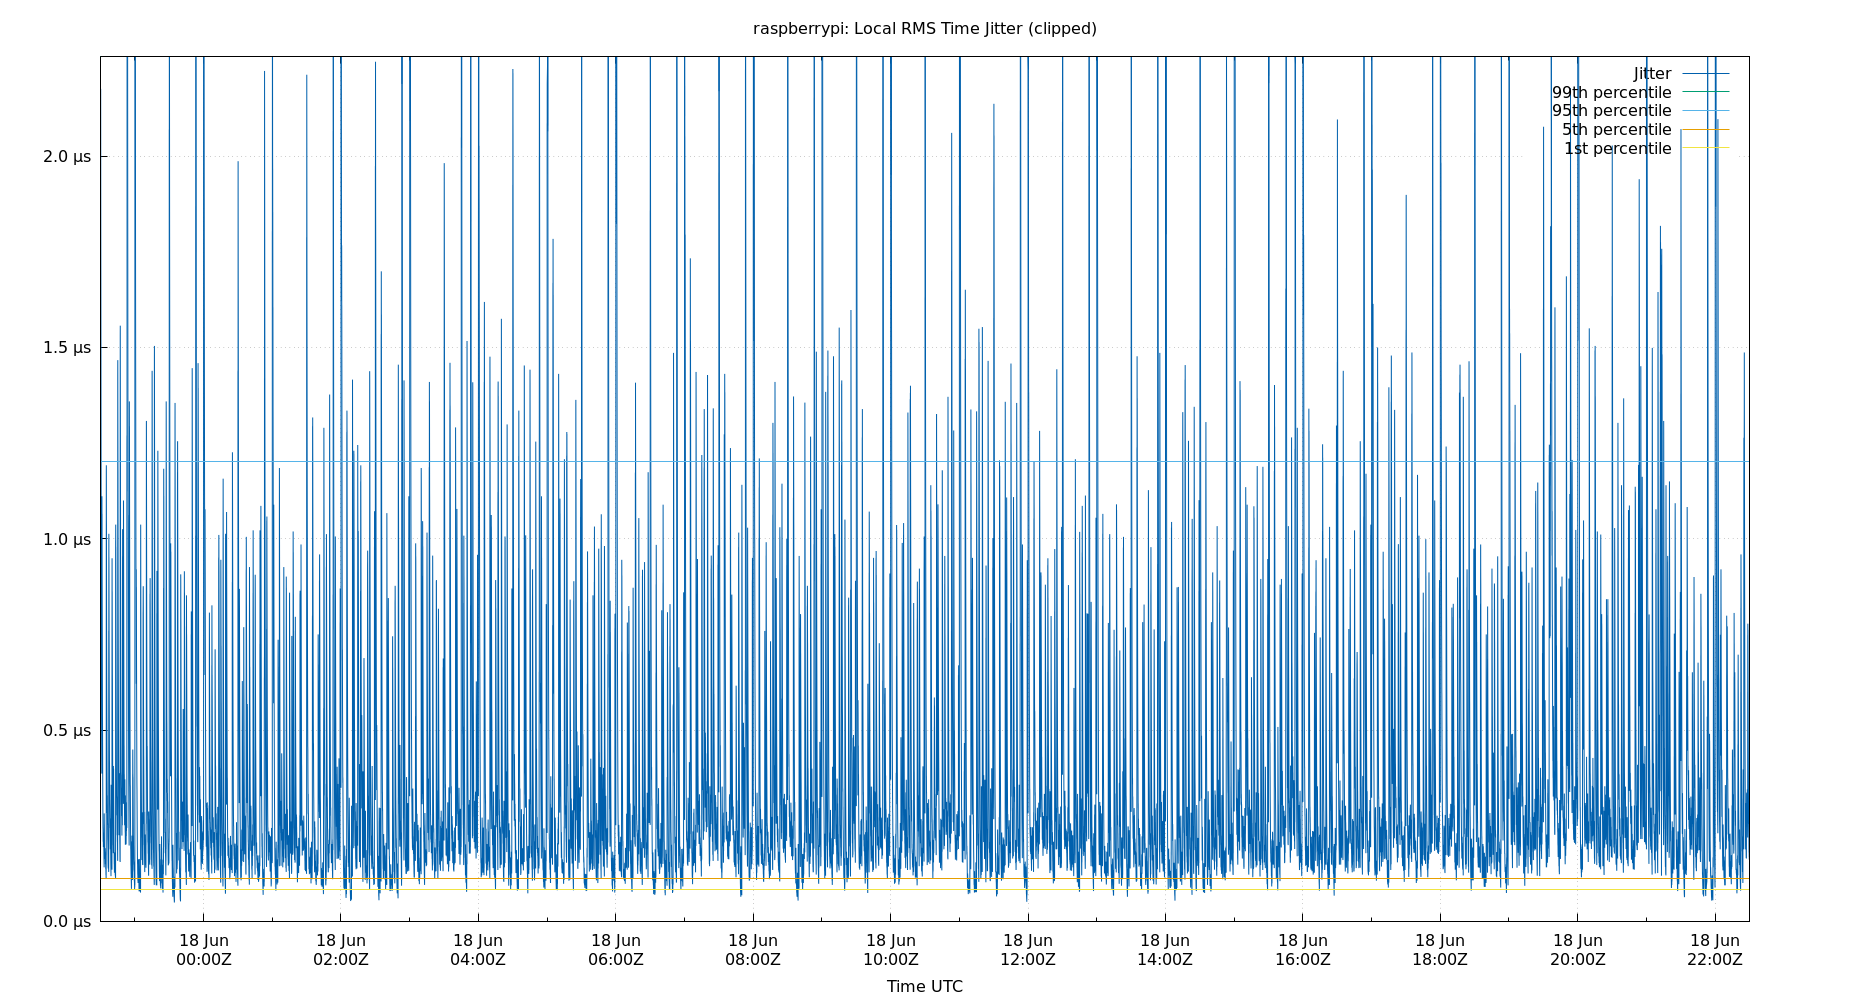 raspberrypi: Local RMS Time Jitter (clipped)
Jitter
99th percentile
95th percentile
5th percentile
1st percentile
2.0 μs
1.5 μs
1.0 μs
0.5 μs
0.0 μs
18 Jun 18 Jun 18 Jun 18 Jun 18 Jun 18 Jun 18 Jun 18 Jun 18 Jun 18 Jun 18 Jun 18 Jun
00:00Z 02:00Z 04:00Z 06:00Z 08:00Z 10:00Z 12:00Z 14:00Z 16:00Z 18:00Z 20:00Z 22:00Z
Time UTC